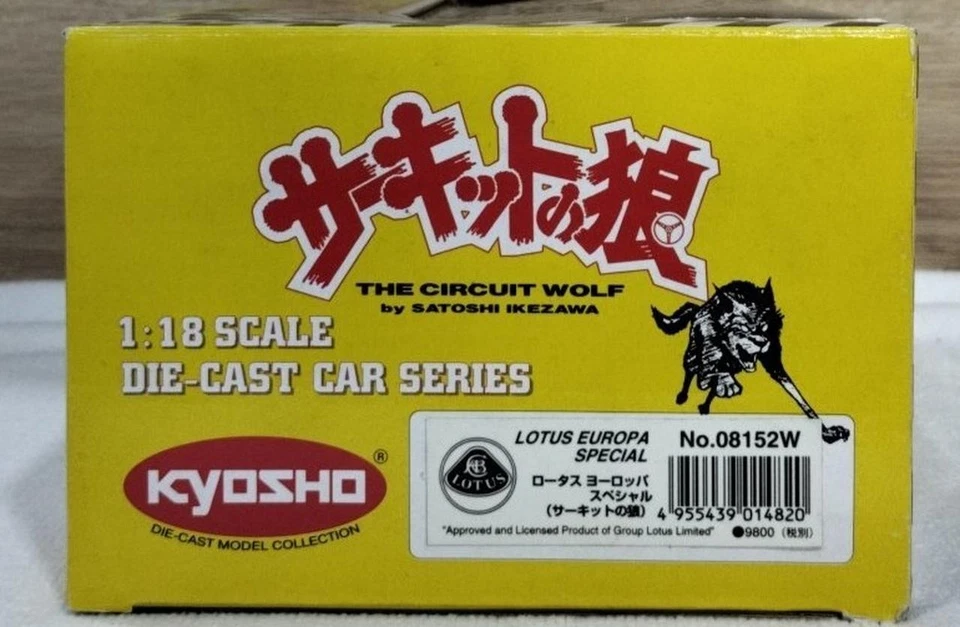 サーキットの狼
THE CIRCUIT WOLF
by SATOSHI IKEZAWA
1:18 SCALE
DIE-CAST CAR SERIES
KYOSHO ®
DIE-CAST MODEL COLLECTION
LOTUS
LOTUS EUROPA
SPECIAL
ロータス ヨーロッパ
スペシャル
(サーキットの狼)
No.08152W
4 955439 014820
"Approved and Licensed Product of Group Lotus Limited" ●9800(税別)